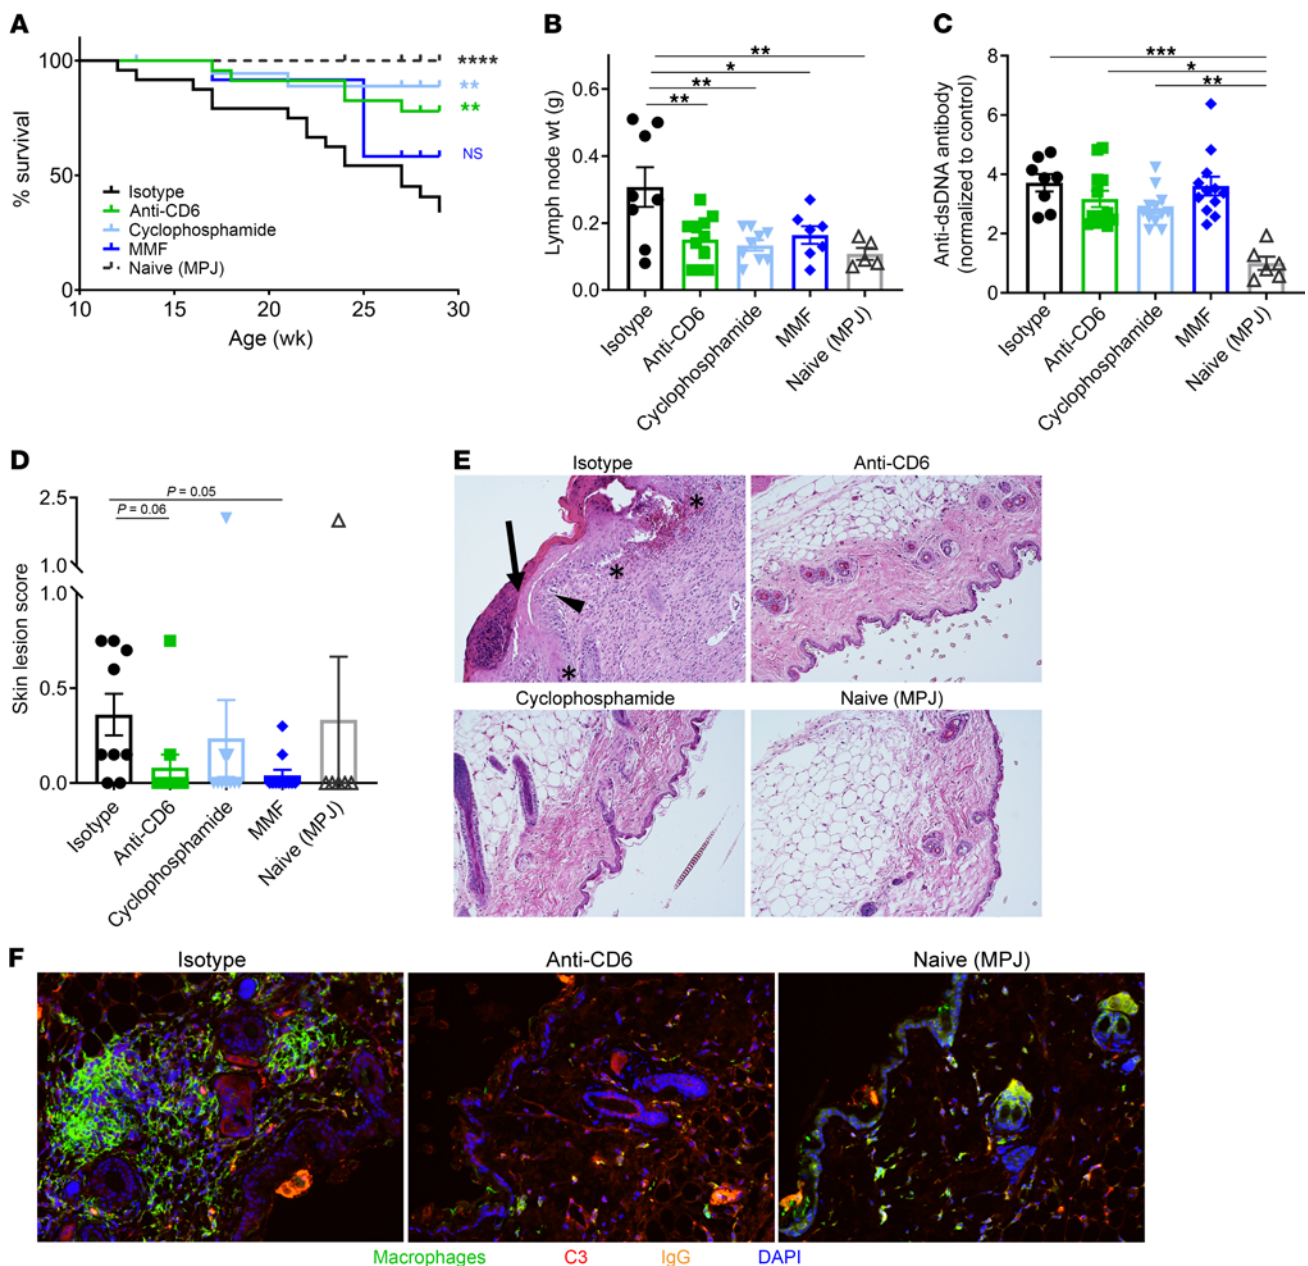 A
% survival
100
50
0
10
15
20
25
30
Age (wk)
****
**
**
NS
Isotype
Anti-CD6
Cyclophosphamide
MMF
Naive (MPJ)
B
Lymph node wt (g)
0.6
0.4
0.2
0.0
**
*
**
**
Isotype
Anti-CD6
Cyclophosphamide
MMF
Naive (MPJ)
C
Anti-dsDNA antibody
(normalized to control)
8
6
4
2
0
***
*
**
Isotype
Anti-CD6
Cyclophosphamide
MMF
Naive (MPJ)
D
Skin lesion score
2.5
1.0
1.0
0.5
0.0
P = 0.05
P = 0.06
Isotype
Anti-CD6
Cyclophosphamide
MMF
Naive (MPJ)
E
Isotype
Anti-CD6
*
*
*
Cyclophosphamide
Naive (MPJ)
F
Isotype
Anti-CD6
Naive (MPJ)
Macrophages C3 IgG DAPI